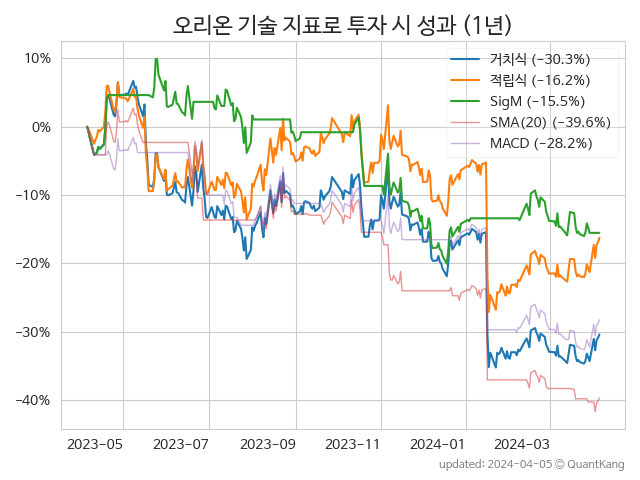 오리온 기술 지표로 투자 시 성과 (1년)
거치식 (−30.3%)
적립식 (−16.2%)
SigM (−15.5%)
SMA(20) (−39.6%)
MACD (−28.2%)
10%
0%
−10%
−20%
−30%
−40%
2023−05
2023−07
2023−09
2023−11
2024−01
2024−03
updated: 2024-04-05 © QuantKang